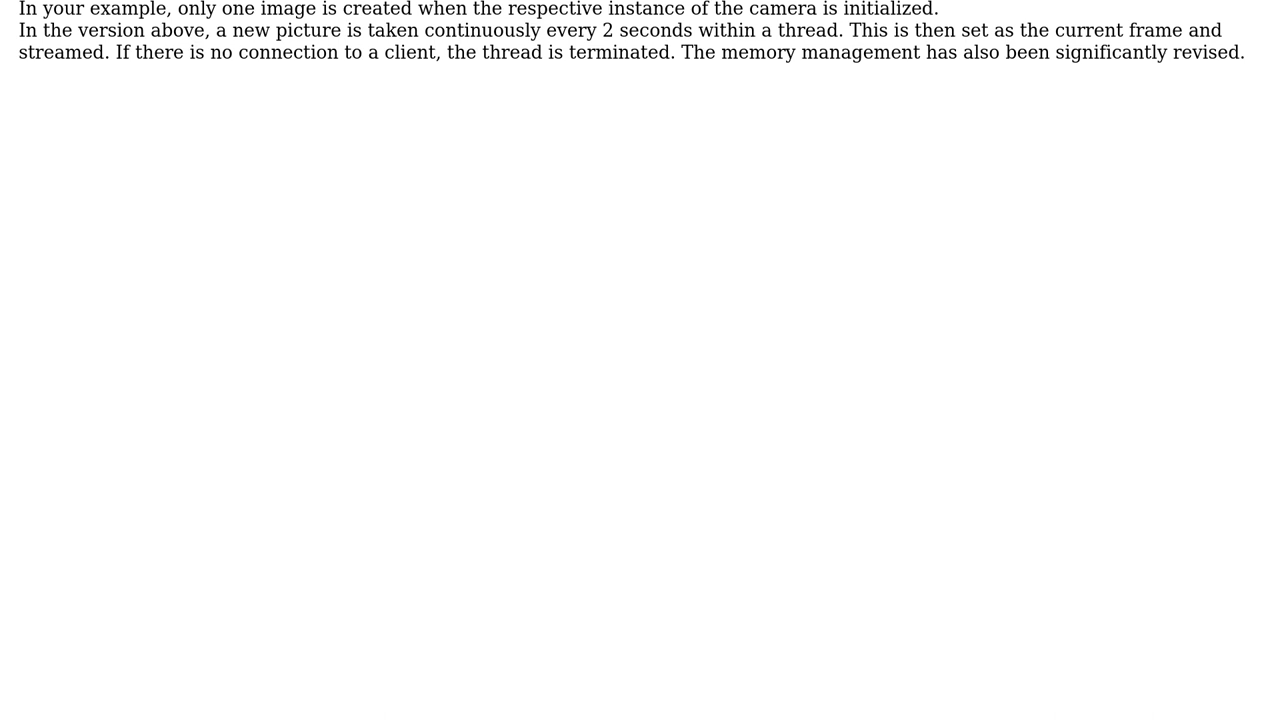 In your example, only one image is created when the respective instance of the camera is initialized.
In the version above, a new picture is taken continuously every 2 seconds within a thread. This is then set as the current frame and
streamed. If there is no connection to a client, the thread is terminated. The memory management has also been significantly revised.